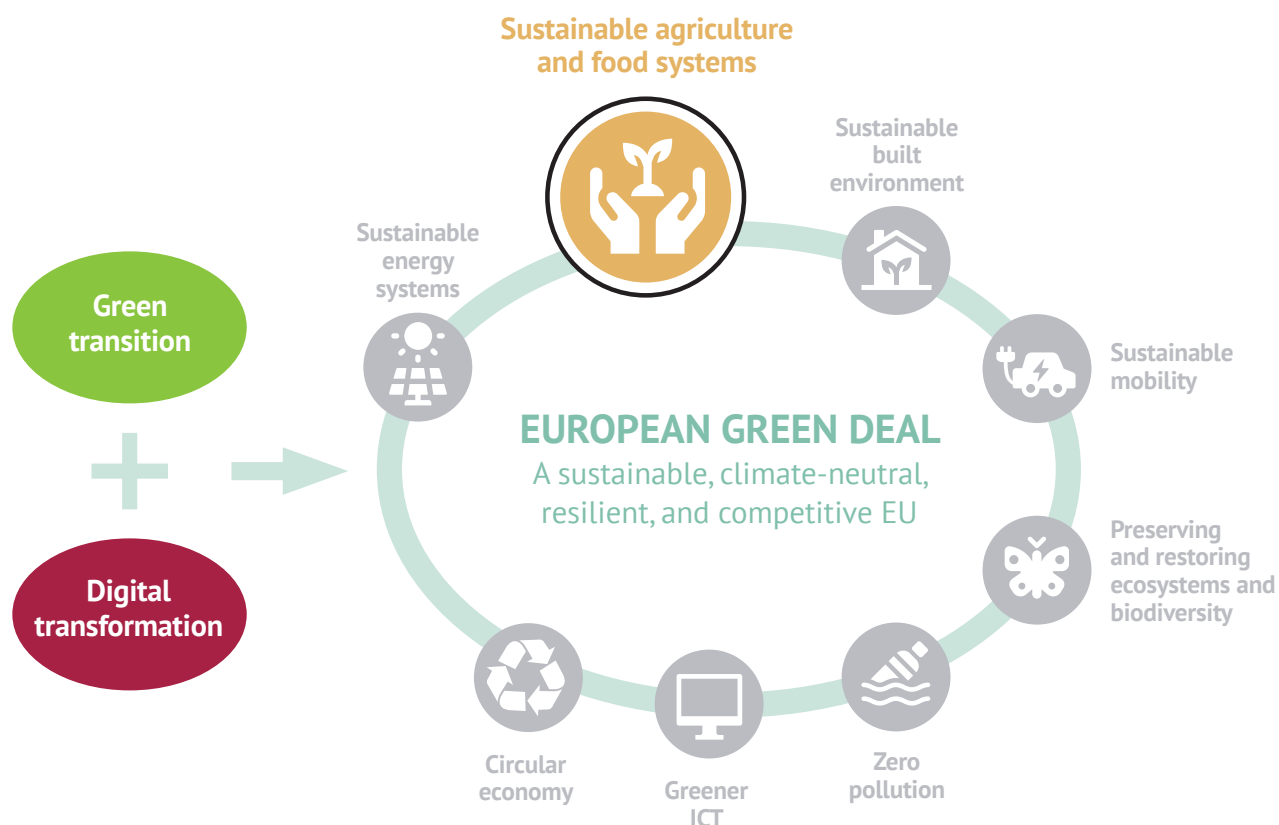 Sustainable agriculture
and food systems
Sustainable
built
environment
Sustainable
energy
systems
Green
transition
Sustainable
mobility
EUROPEAN GREEN DEAL
A sustainable, climate-neutral,
resilient, and competitive EU
Preserving
and restoring
ecosystems and
biodiversity
Digital
transformation
Circular
economy
Greener
ICT
Zero
pollution